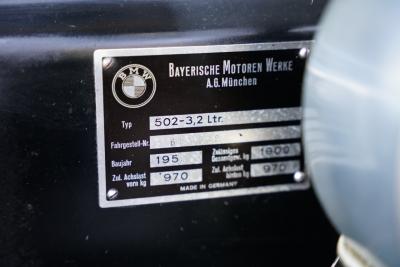 BMW
BAYERISCHE MOTOREN WERKE
A.G. München
Typ 502-3,2 Ltr.
Fahrgestell-Nr. 6
Baujahr 195 Zulässiges Gesamtgew. kg 1900
Zul. Achslast vorn kg 970 Zul. Achslast hinten kg 970
MADE IN GERMANY